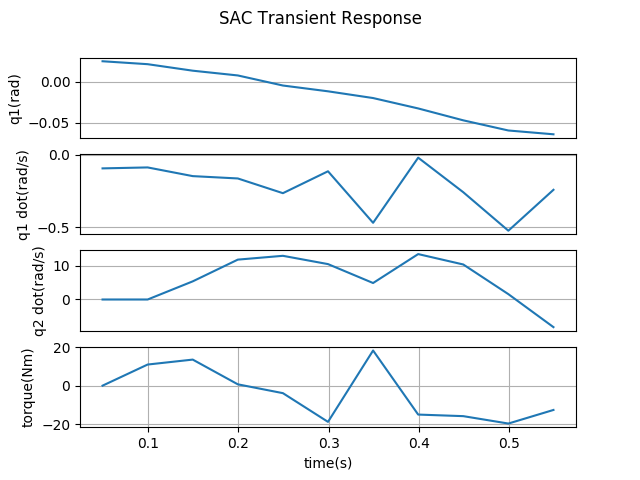 SAC Transient Response
q1(rad)
0.00
−0.05
q1 dot(rad/s)
0.0
−0.5
q2 dot(rad/s)
10
0
torque(Nm)
20
0
−20
0.1 0.2 0.3 0.4 0.5
time(s)